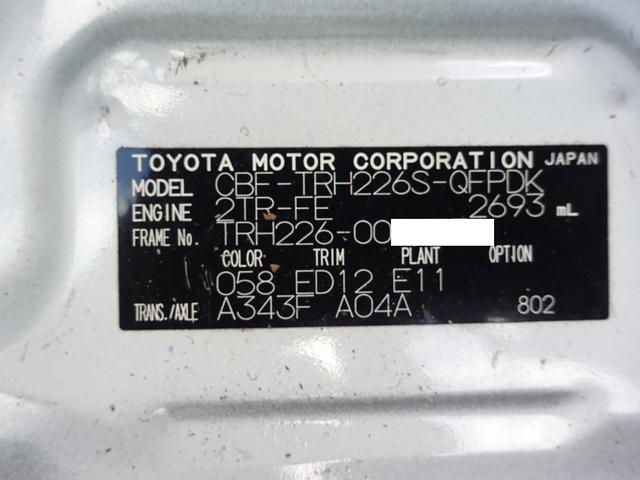 TOYOTA MOTOR CORPORATION JAPAN
MODEL CBF-TRH226S-QFPDK
ENGINE 2TR-FE 2693 mL
FRAME No. TRH226-00
COLOR TRIM PLANT OPTION
058 ED12 E11
TRANS./AXLE A343F A04A 802